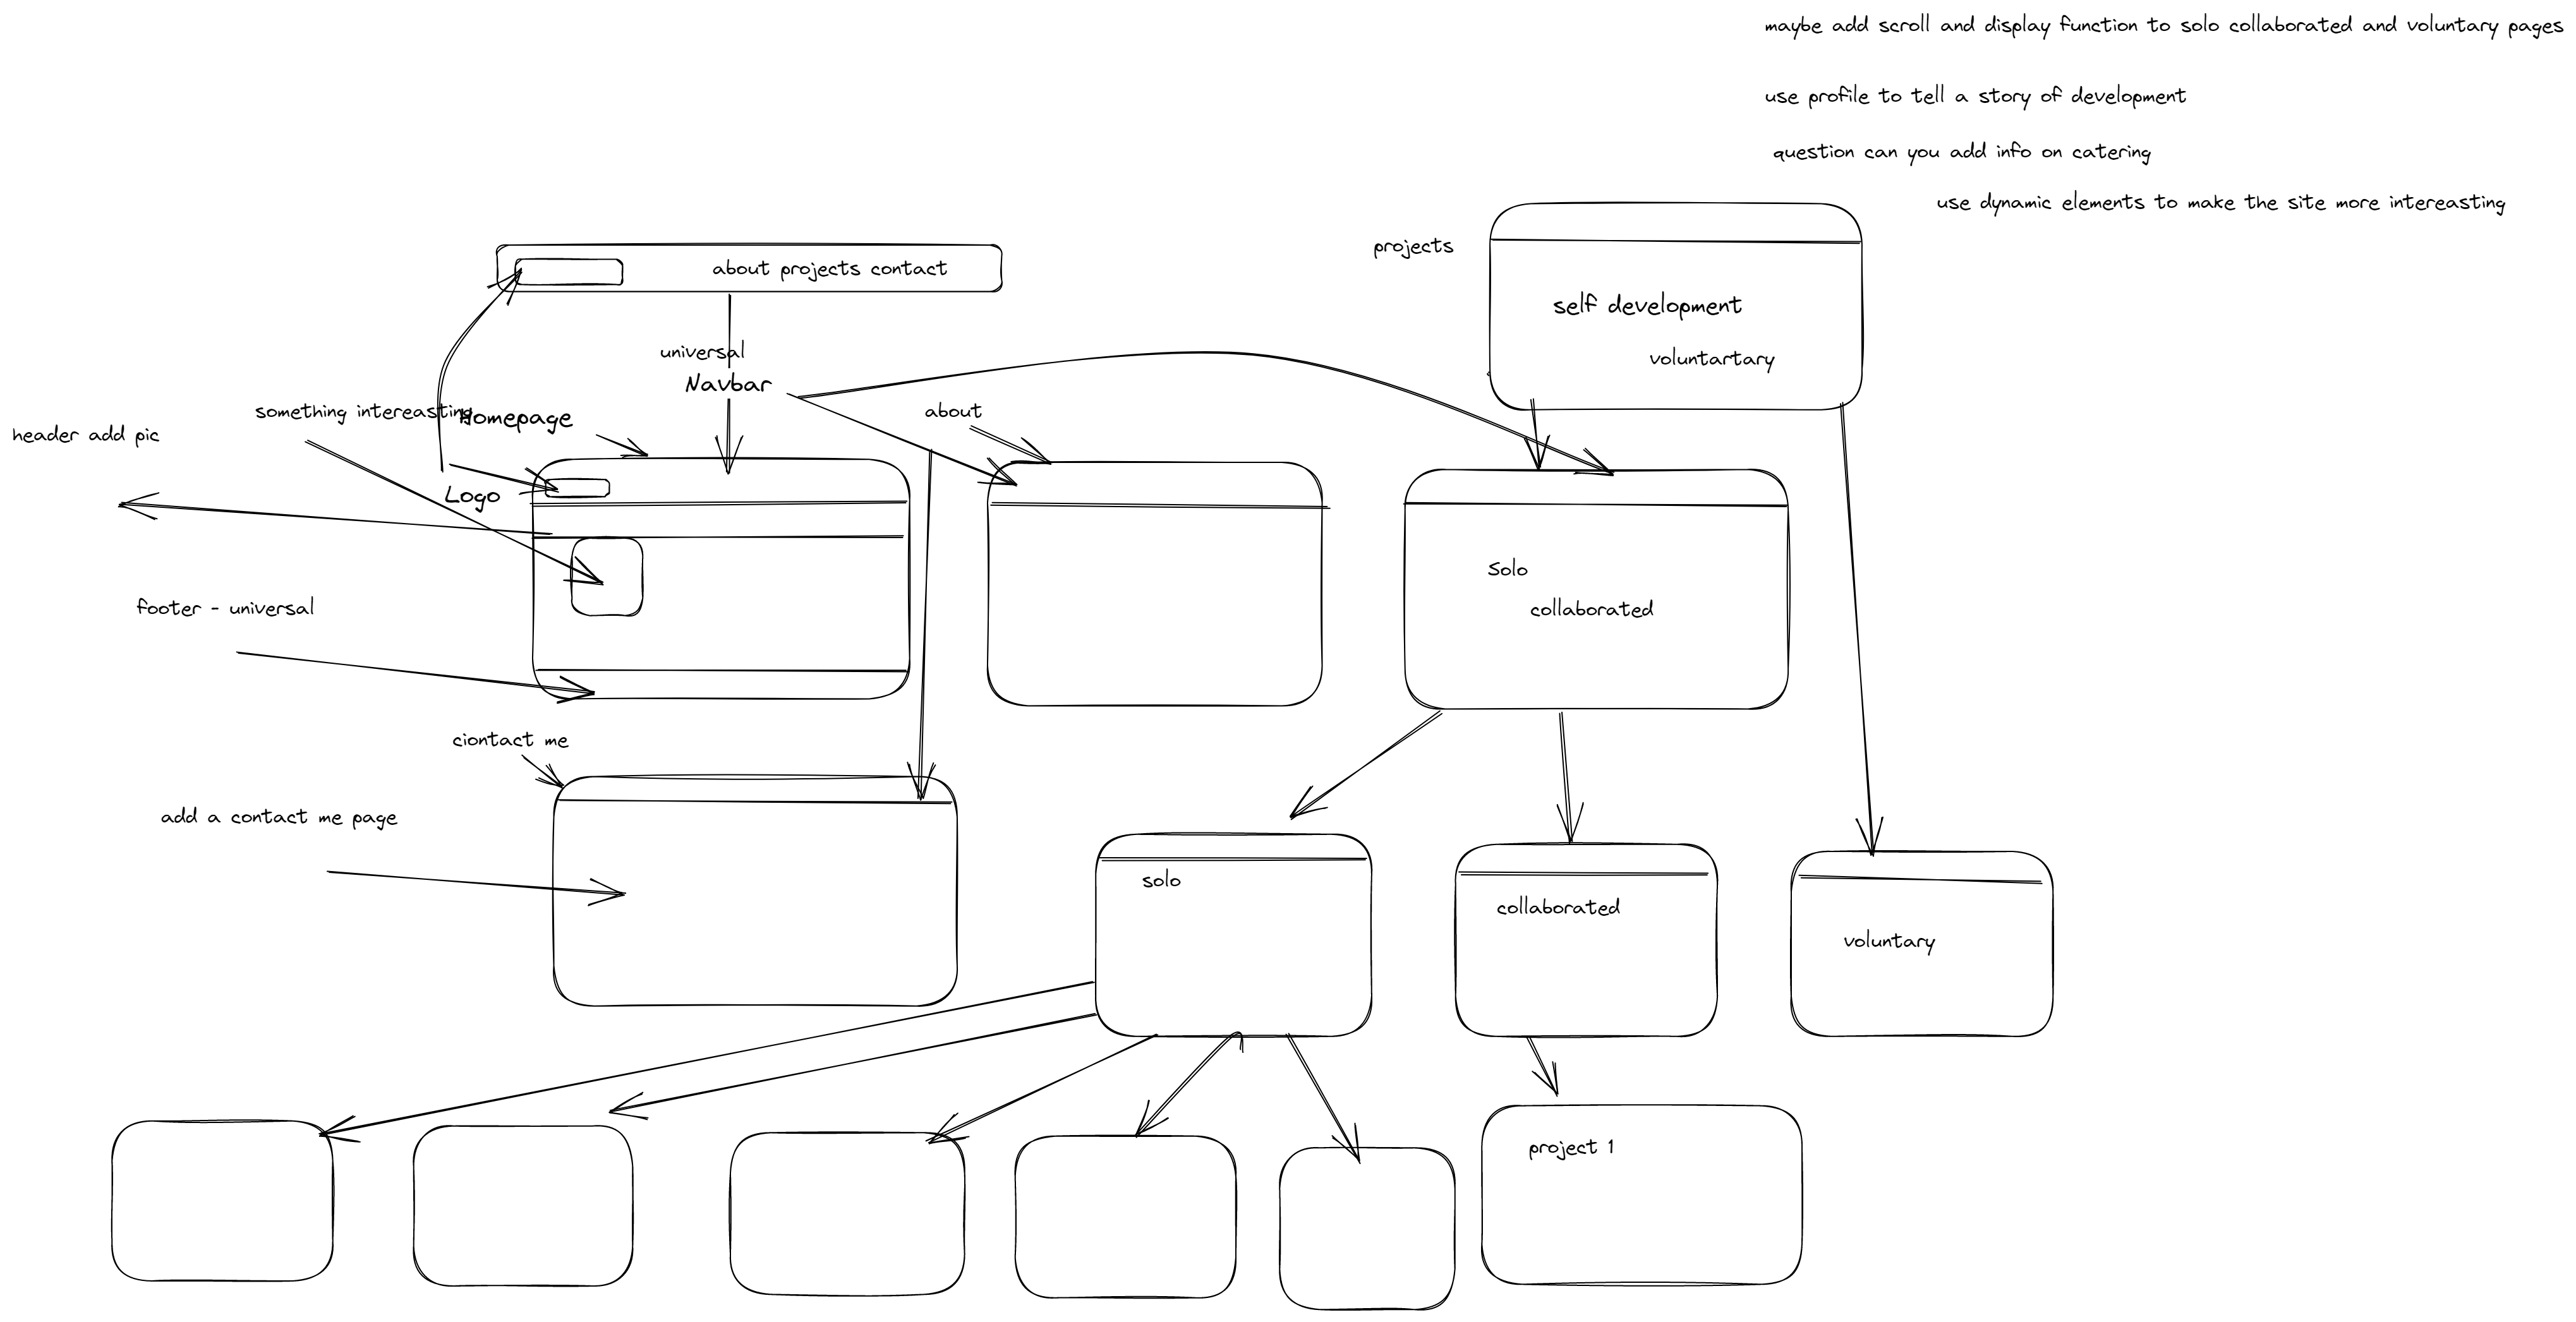 maybe add scroll and display function to solo collaborated and voluntary pages
use profile to tell a story of development
question can you add info on catering
use dynamic elements to make the site more intereasting
projects
about projects contact
self development
voluntartary
universal
Navbar
something intereasting
Homepage
about
header add pic
Logo
Solo
collaborated
footer - universal
ciontact me
add a contact me page
solo
collaborated
voluntary
project 1